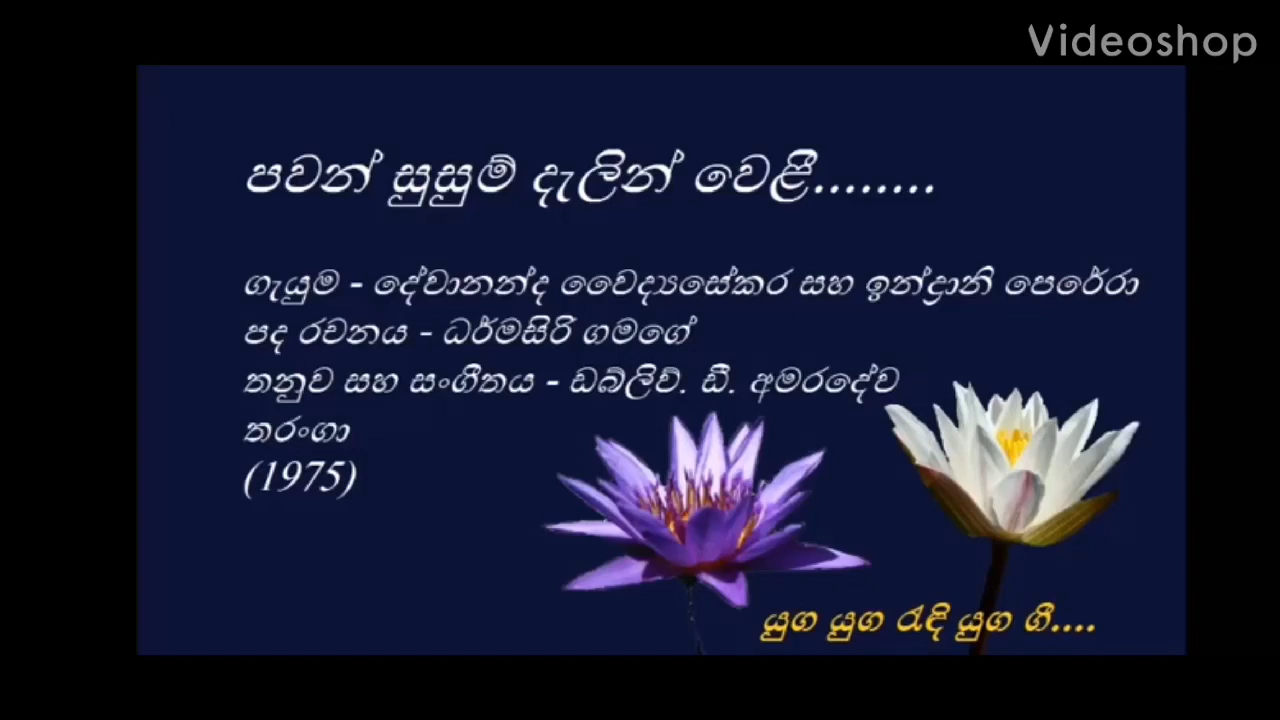 Videoshop
පවන් සුසුම් දැලින් වෙළී........
ගැයුම - දේවානන්ද වෛද්‍යසේකර සහ ඉන්ද්‍රානි පෙරේරා
පද රචනය - ධර්මසිරි ගමගේ
තනුව සහ සංගීතය - ඩබ්ලිව්. ඩී. අමරදේව
තරංගා
(1975)
යුග යුග රැඳි යුග ගී....